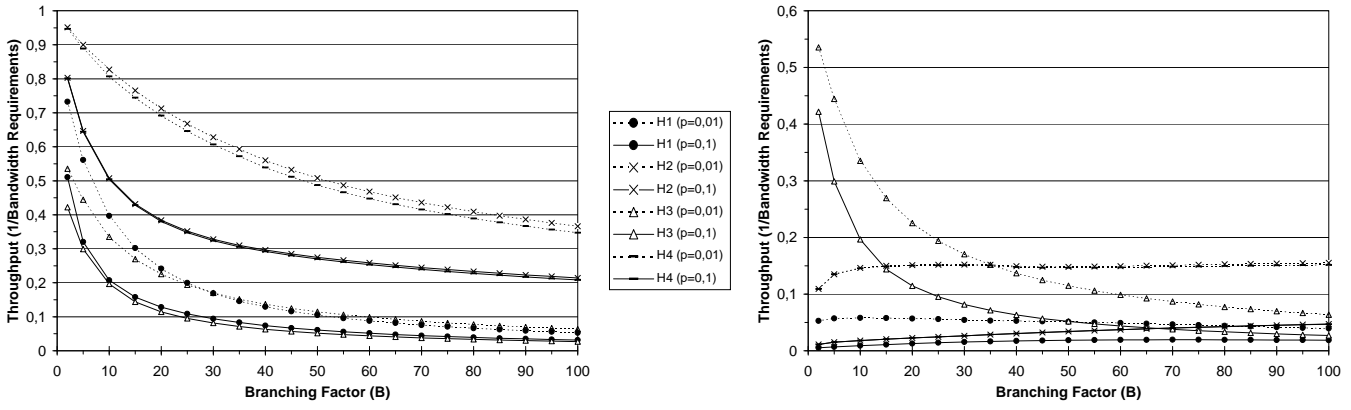 Throughput (1/Bandwidth Requirements)
1
0,9
0,8
0,7
0,6
0,5
0,4
0,3
0,2
0,1
0
0 10 20 30 40 50 60 70 80 90 100
Branching Factor (B)
H1 (p=0,01)
H1 (p=0,1)
H2 (p=0,01)
H2 (p=0,1)
H3 (p=0,01)
H3 (p=0,1)
H4 (p=0,01)
H4 (p=0,1)
Throughput (1/Bandwidth Requirements)
0,6
0,5
0,4
0,3
0,2
0,1
0
0 10 20 30 40 50 60 70 80 90 100
Branching Factor (B)